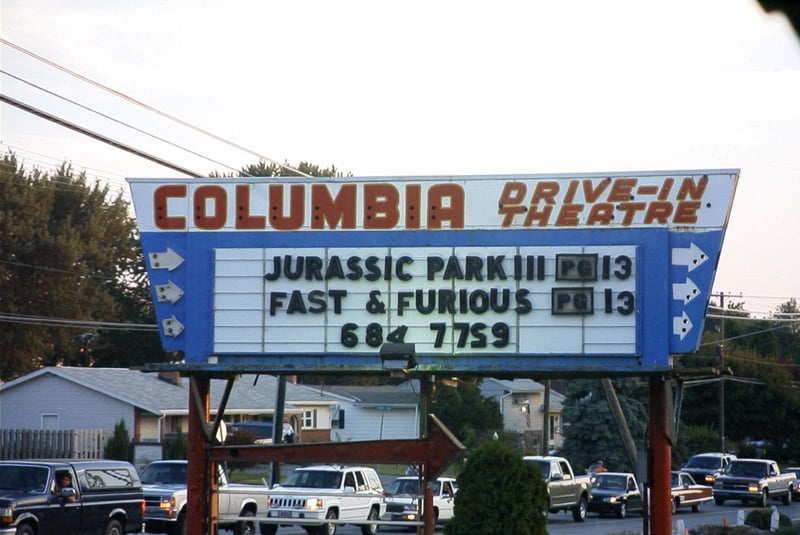 COLUMBIA DRIVE-IN THEATRE
JURASSIC PARK III PG 13
FAST & FURIOUS PG 13
684 7759